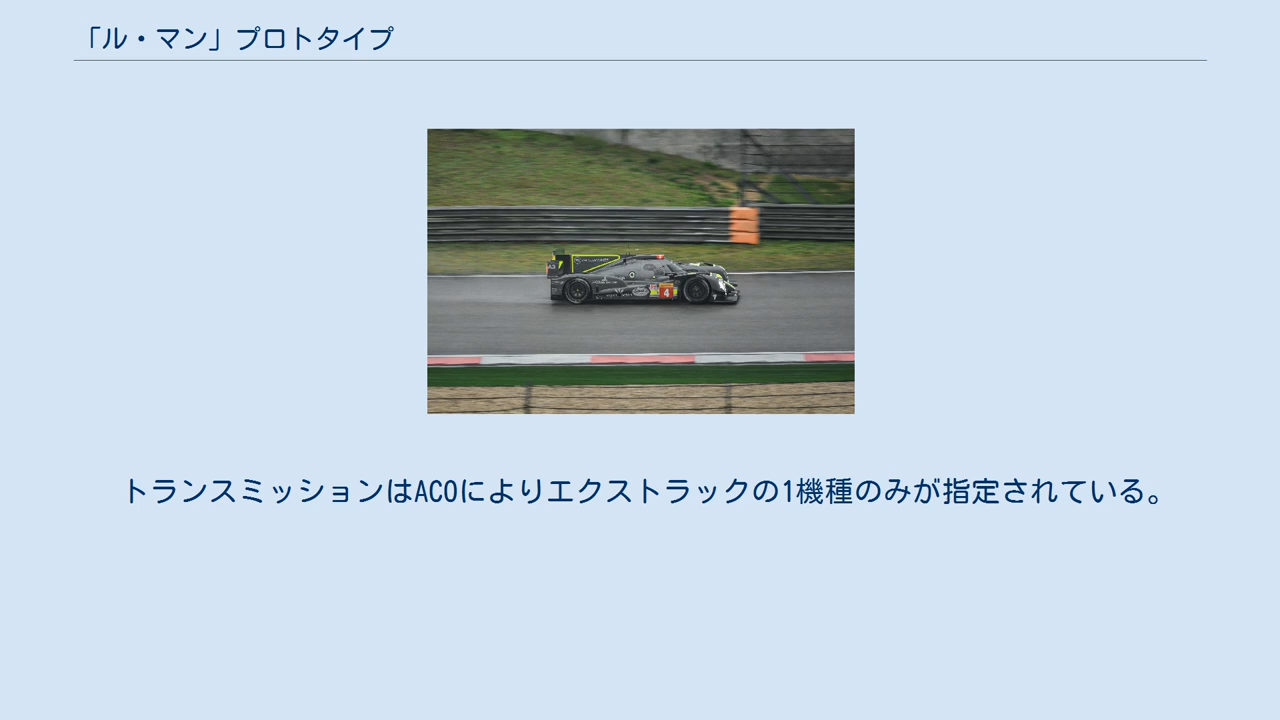 「ル・マン」プロトタイプ
4
トランスミッションはACOによりエクストラックの1機種のみが指定されている。